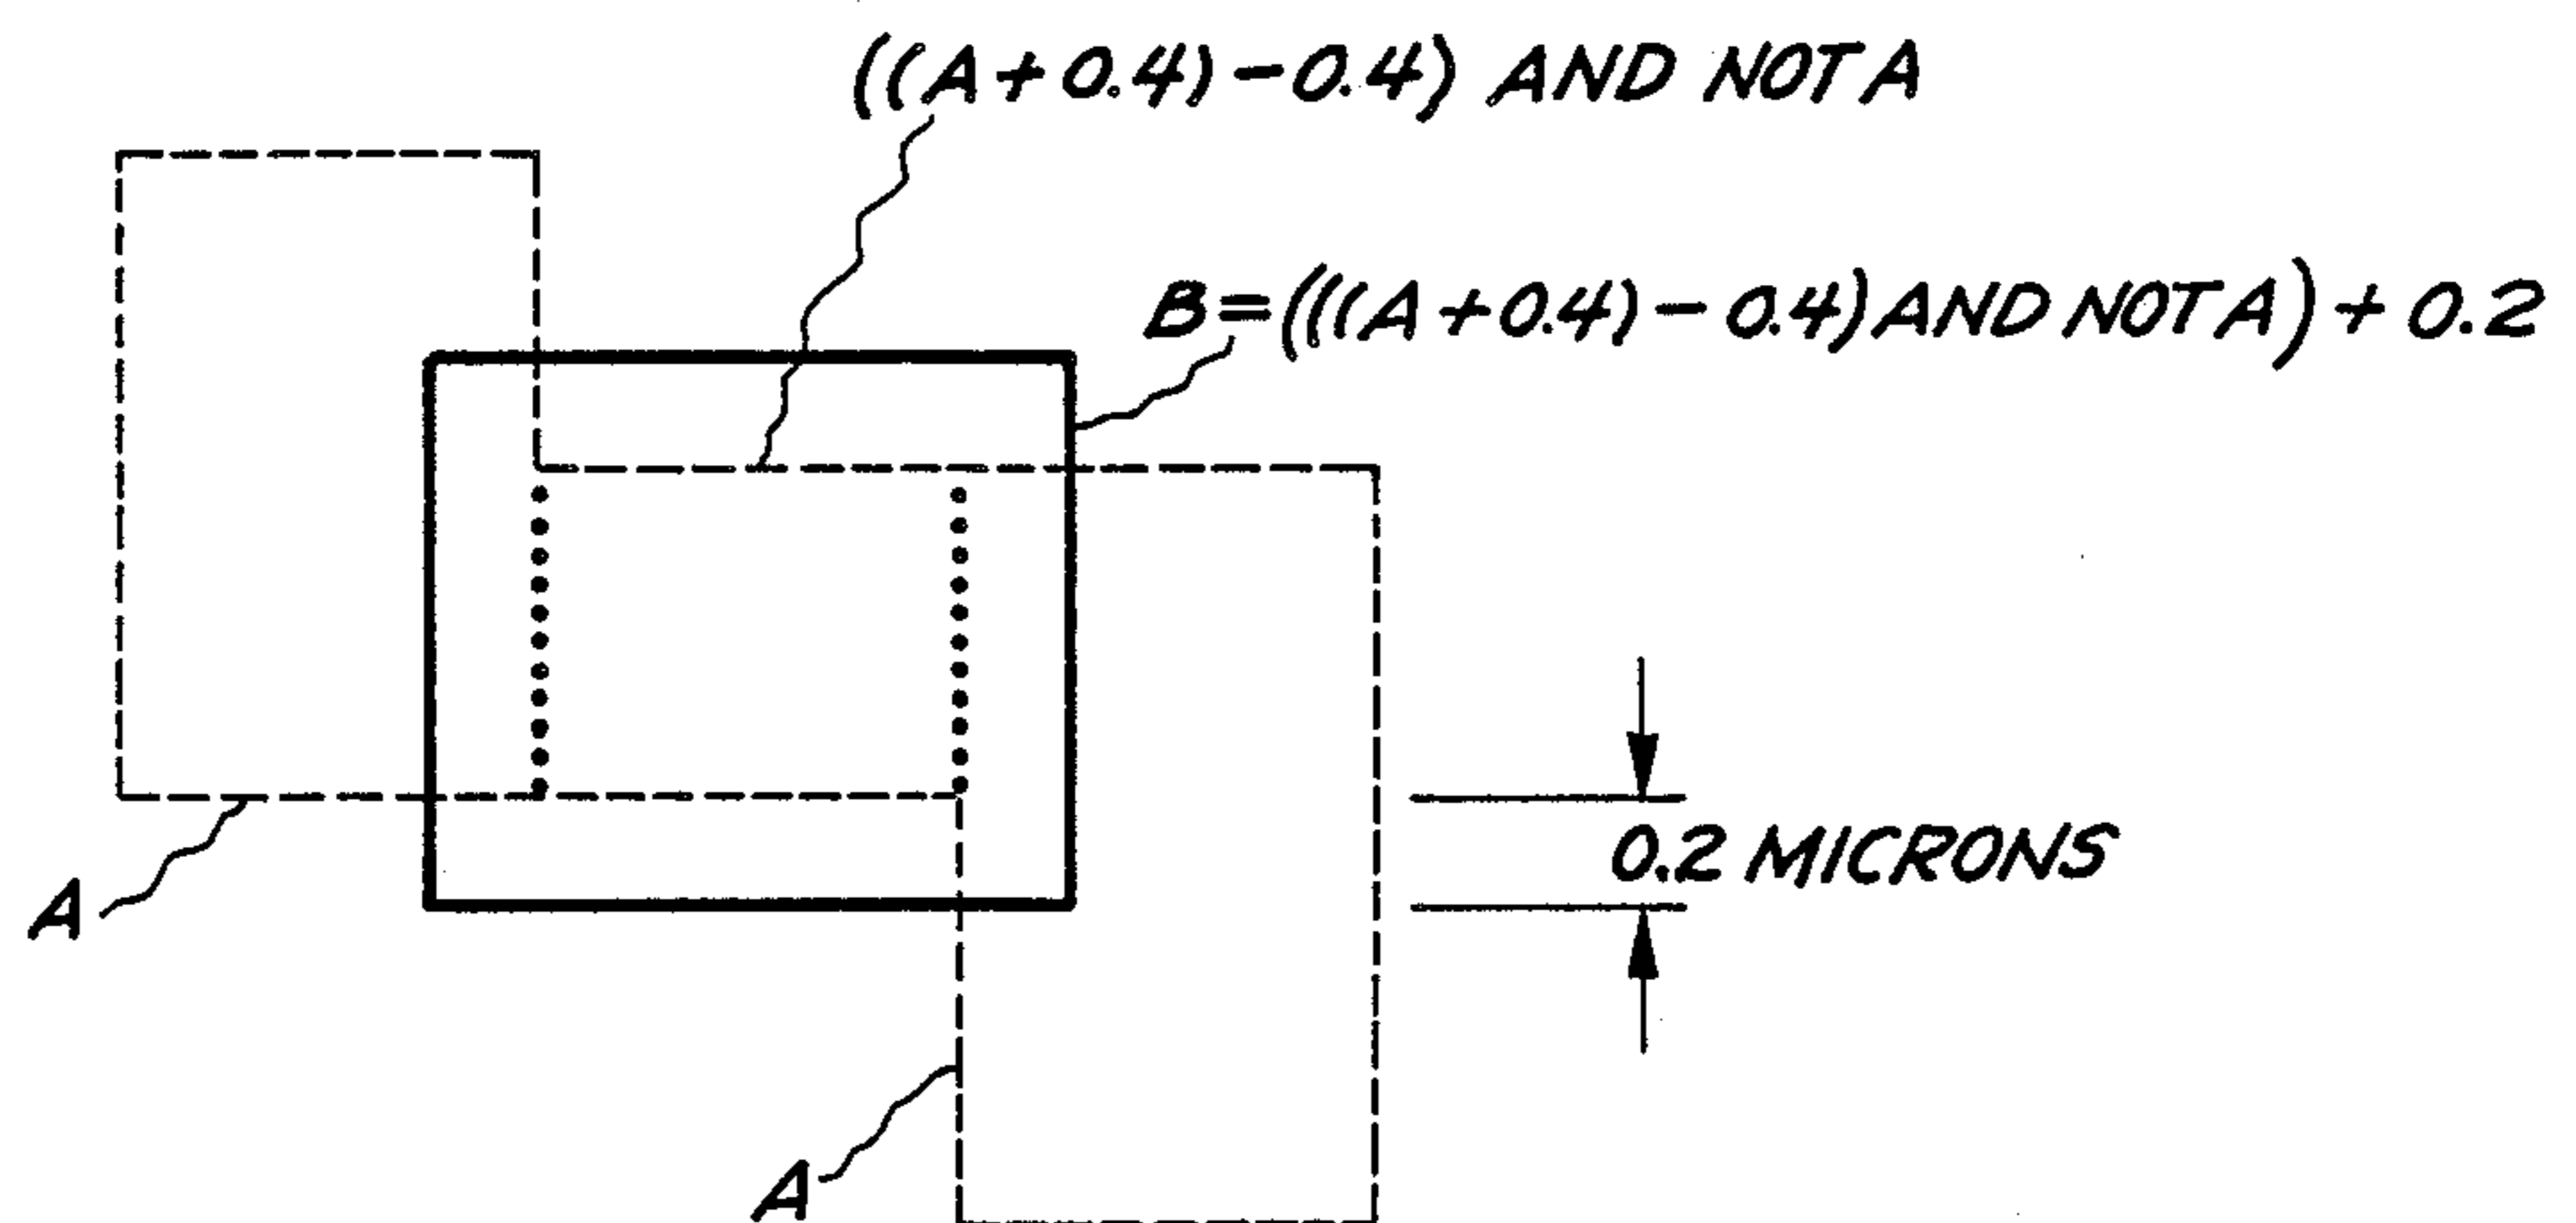 ((A+0.4)-0.4) AND NOT A
B=(((A+0.4)-0.4) AND NOT A)+0.2
0.2 MICRONS
A
A